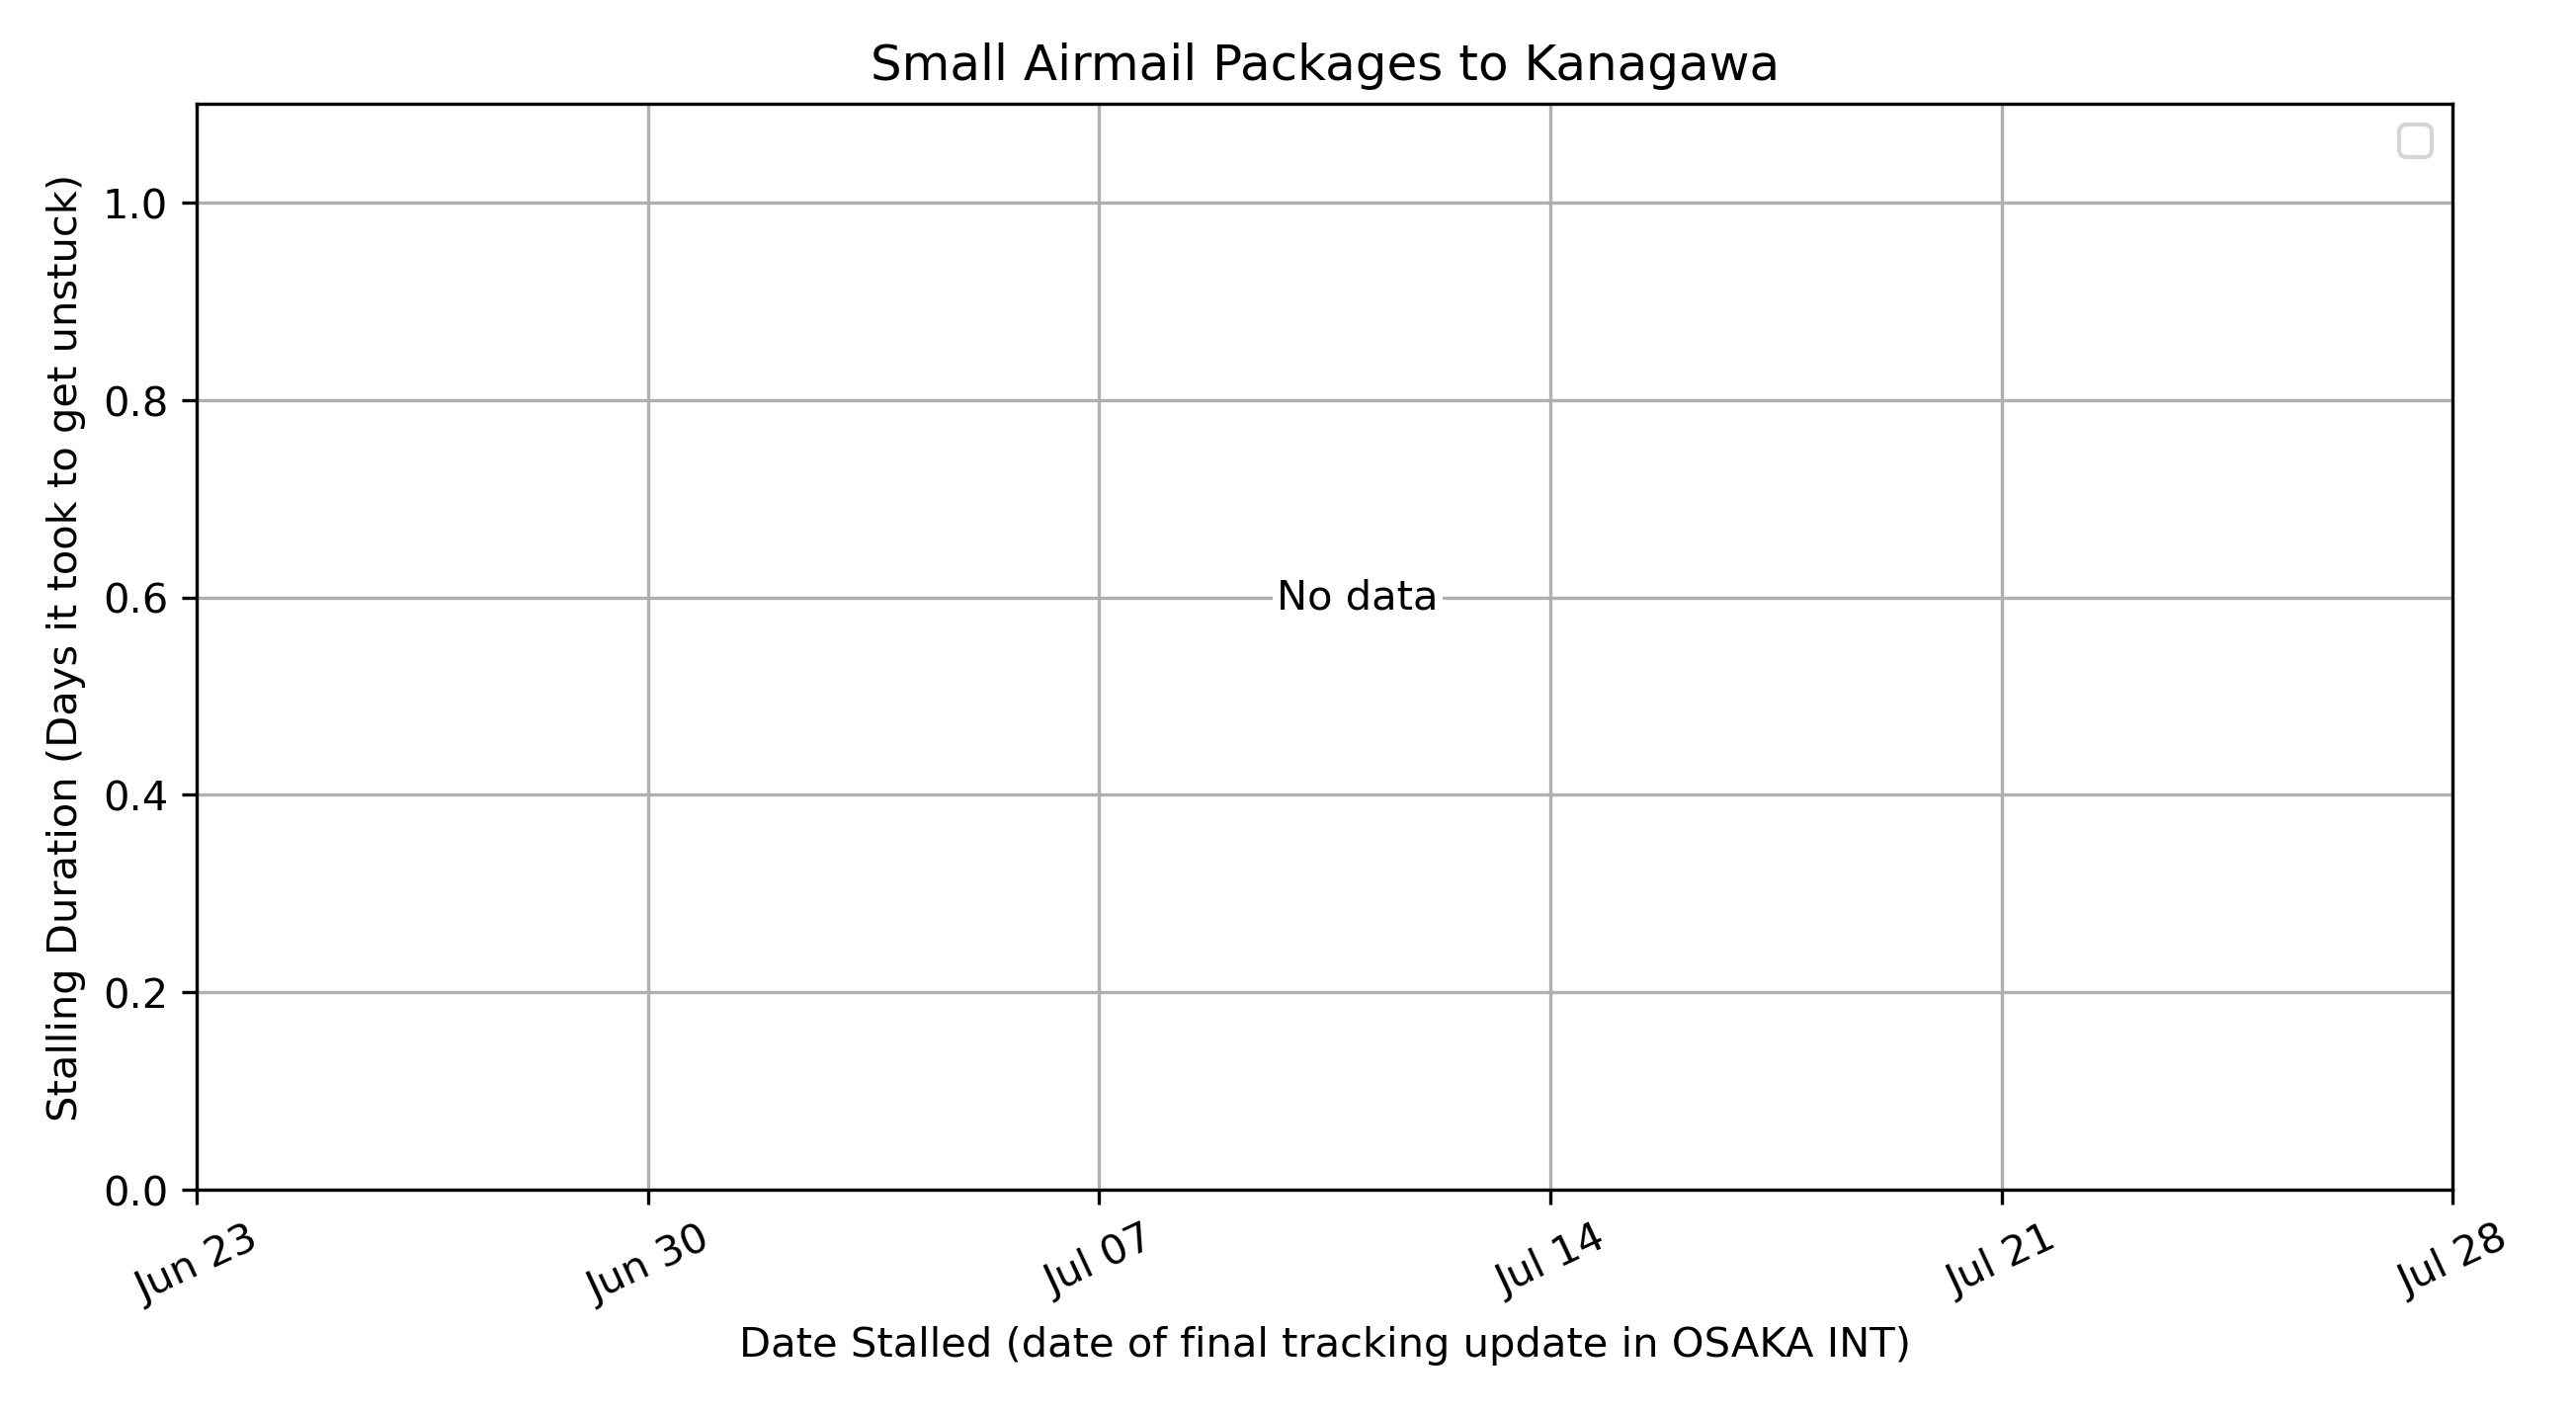 Small Airmail Packages to Kanagawa
Stalling Duration (Days it took to get unstuck)
1.0
0.8
0.6
0.4
0.2
0.0
No data
Jun 23
Jun 30
Jul 07
Jul 14
Jul 21
Jul 28
Date Stalled (date of final tracking update in OSAKA INT)